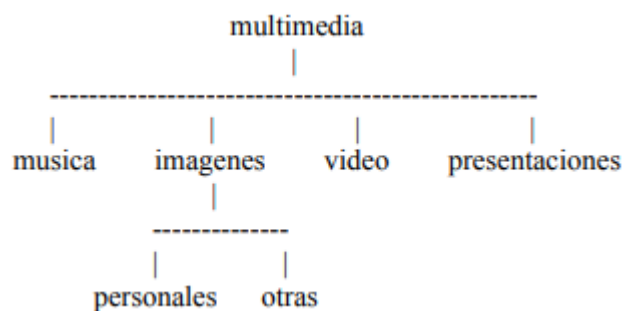 multimedia
musica imagenes video presentaciones
personales otras